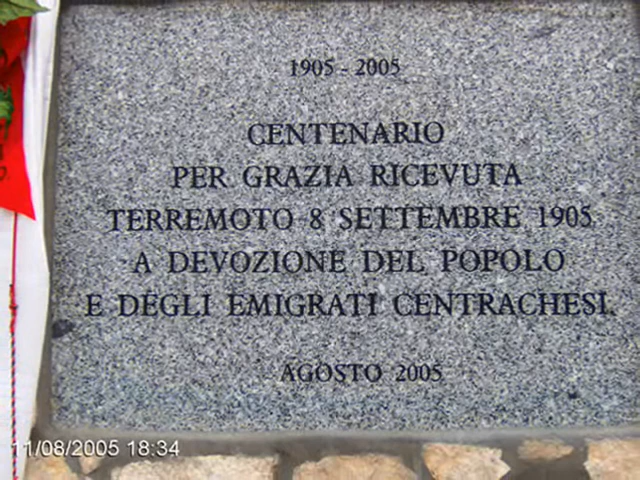 1905 - 2005
CENTENARIO
PER GRAZIA RICEVUTA
TERREMOTO 8 SETTEMBRE 1905
A DEVOZIONE DEL POPOLO
E DEGLI EMIGRATI CENTRACHESI.
AGOSTO 2005
11/08/2005 18:34